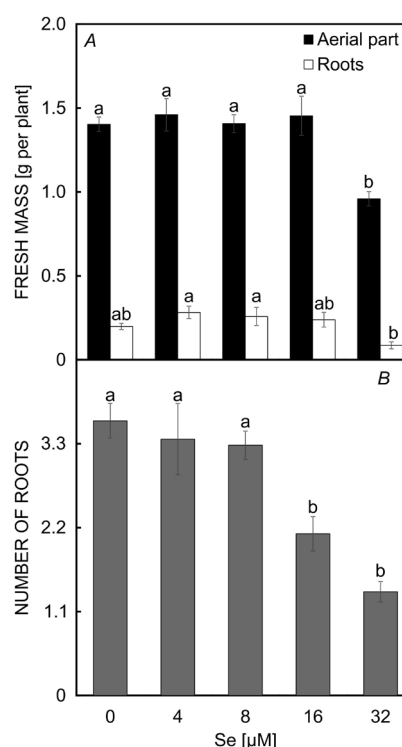 2.0
A
Aerial part
Roots
1.5
1.0
0.5
0
FRESH MASS [g per plant]
a
a
a
a
b
ab
a
a
ab
b
B
3.3
2.2
1.1
0
NUMBER OF ROOTS
a
a
a
b
b
0 4 8 16 32
Se [µM]